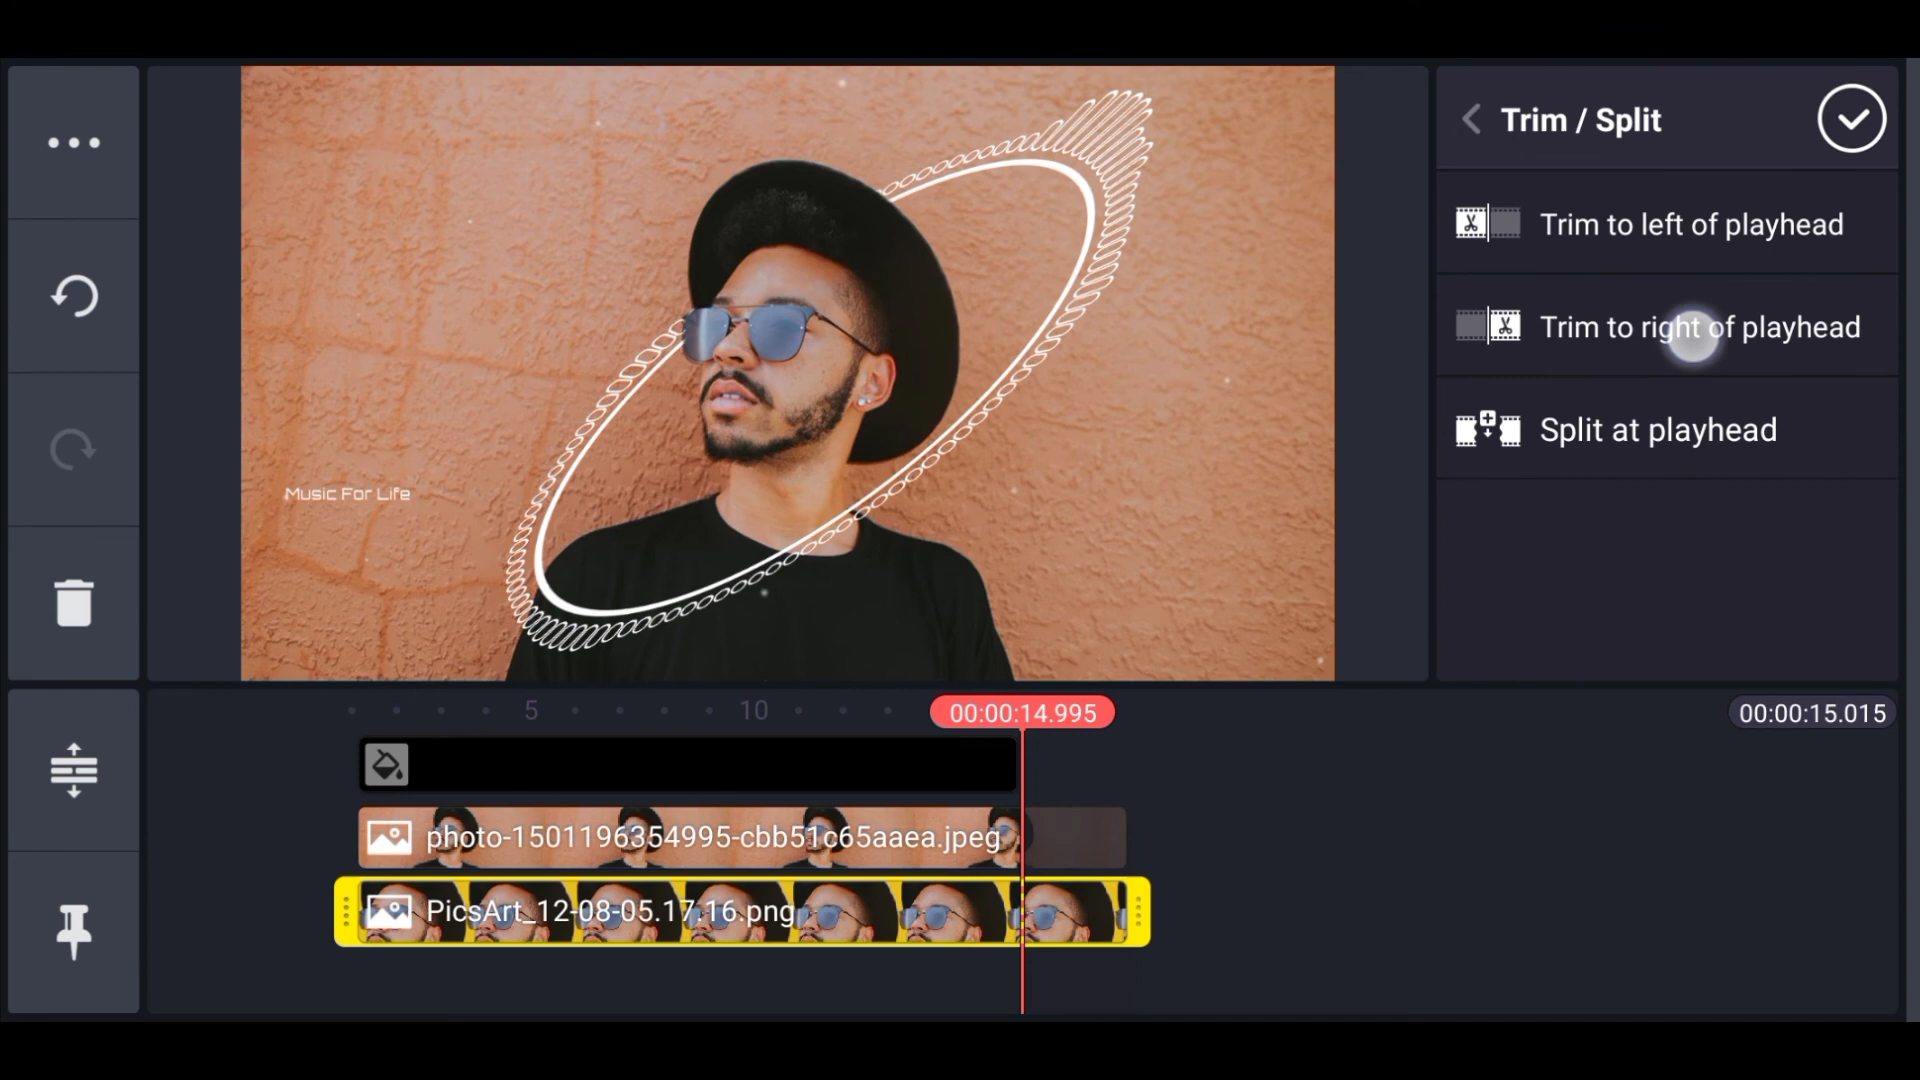 Trim / Split
Trim to left of playhead
Trim to right of playhead
Split at playhead
Music For Life
5
10
00:00:14.995
00:00:15.015
photo-1501196354995-cbb51c65aaea.jpeg
PicsArt_12-08-05.17.16.png